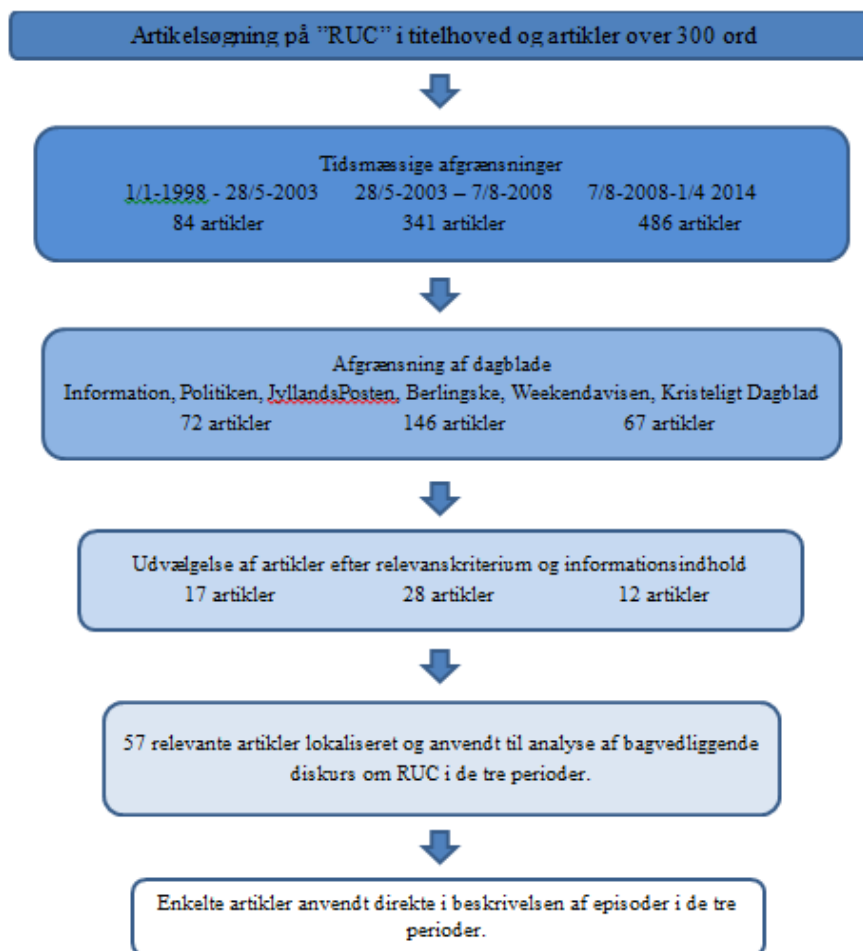 Artikelsøgning på ”RUC” i titelhoved og artikler over 300 ord
Tidsmæssige afgrænsninger
1/1-1998 - 28/5-2003 28/5-2003 – 7/8-2008 7/8-2008-1/4 2014
84 artikler 341 artikler 486 artikler
Afgrænsning af dagblade
Information, Politiken, JyllandsPosten, Berlingske, Weekendavisen, Kristeligt Dagblad
72 artikler 146 artikler 67 artikler
Udvælgelse af artikler efter relevanskriterium og informationsindhold
17 artikler 28 artikler 12 artikler
57 relevante artikler lokaliseret og anvendt til analyse af bagvedliggende
diskurs om RUC i de tre perioder.
Enkelte artikler anvendt direkte i beskrivelsen af episoder i de tre
perioder.